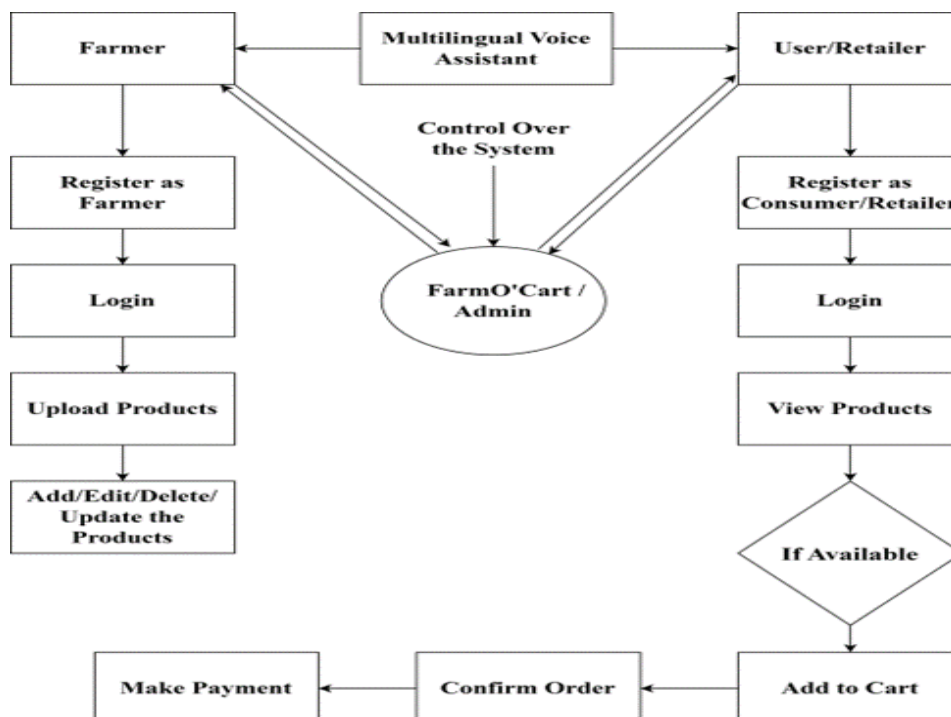 Farmer
Multilingual Voice
Assistant
User/Retailer
Control Over
the System
Register as
Farmer
Register as
Consumer/Retailer
FarmO'Cart /
Admin
Login
Login
Upload Products
View Products
Add/Edit/Delete/
Update the
Products
If Available
Make Payment
Confirm Order
Add to Cart